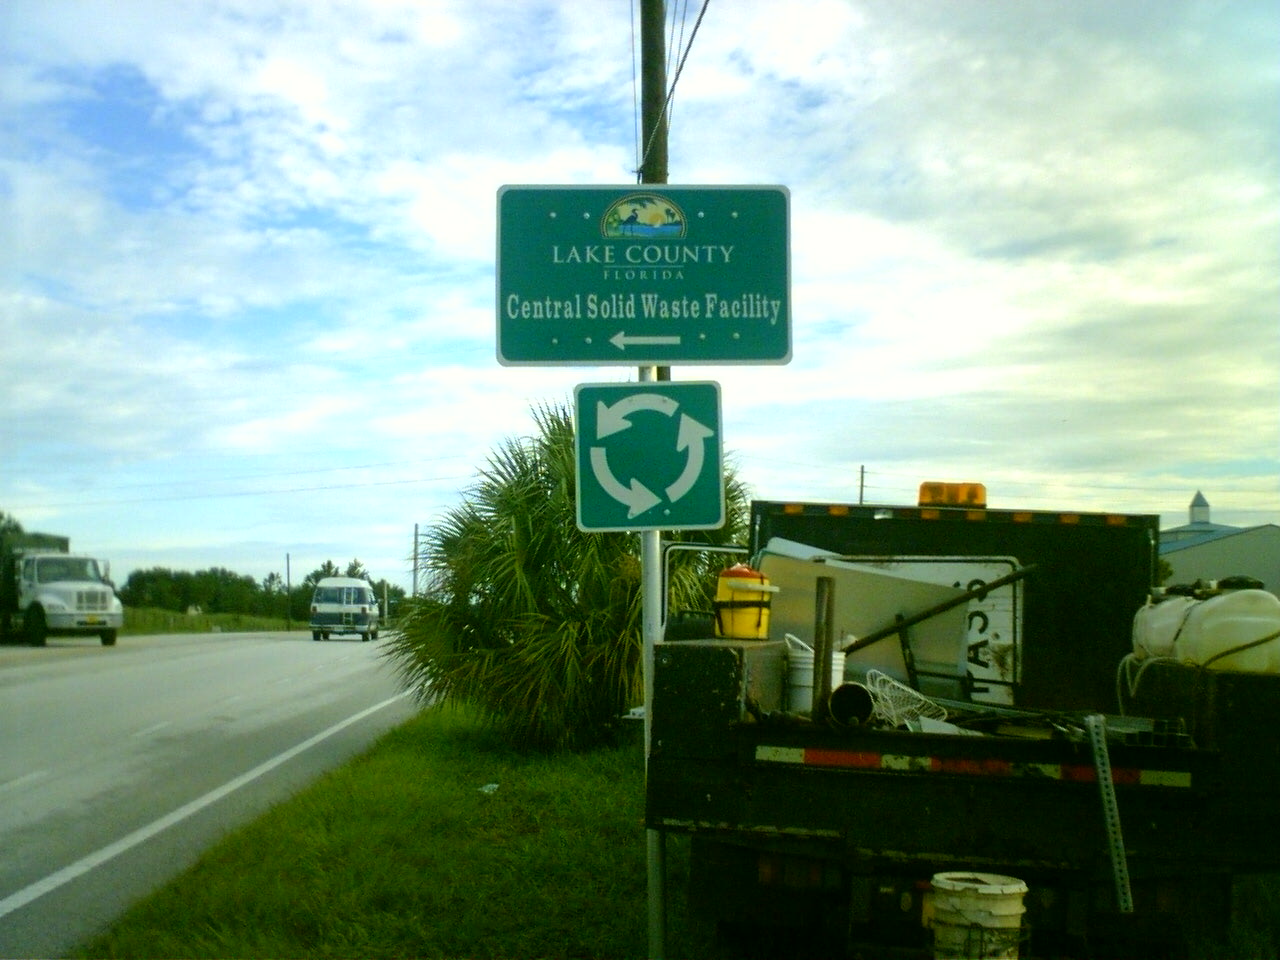 LAKE COUNTY
FLORIDA
Central Solid Waste Facility